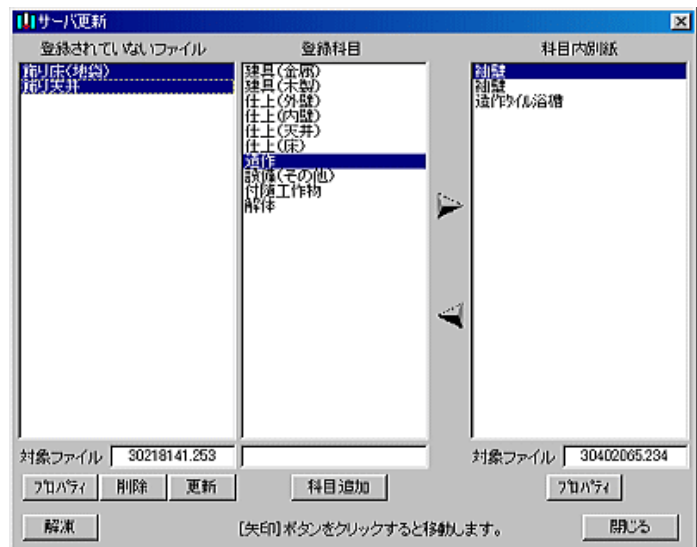 サーバ更新
登録されていないファイル
飾り床(地袋)
飾り天井
登録科目
建具(金属)
建具(木製)
仕上(外壁)
仕上(内壁)
仕上(天井)
仕上(床)
造作
設備(その他)
付随工作物
解体
科目内別紙
造作タイル浴槽
対象ファイル 30218141.253
対象ファイル 30402065.234
プロパティ 削除 更新
科目追加
プロパティ
解凍
[矢印]ボタンをクリックすると移動します。
閉じる